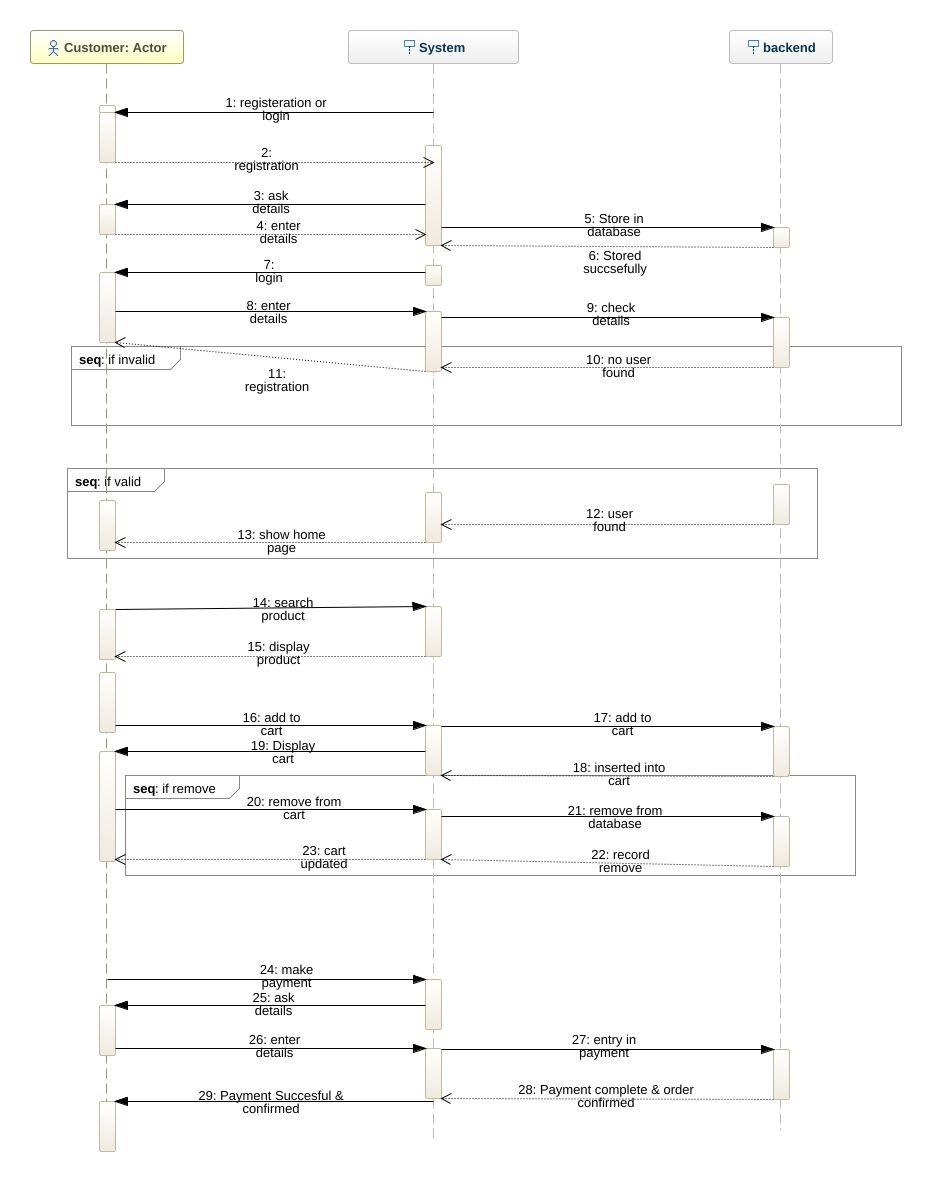 Customer: Actor
System
backend
1: registeration or
login
2:
registration
3: ask
details
4: enter
details
5: Store in
database
6: Stored
succsefully
7:
login
8: enter
details
9: check
details
seq: if invalid
10: no user
found
11:
registration
seq: if valid
12: user
found
13: show home
page
14: search
product
15: display
product
16: add to
cart
17: add to
cart
19: Display
cart
18: inserted into
cart
seq: if remove
20: remove from
cart
21: remove from
database
23: cart
updated
22: record
remove
24: make
payment
25: ask
details
26: enter
details
27: entry in
payment
28: Payment complete & order
confirmed
29: Payment Succesful &
confirmed